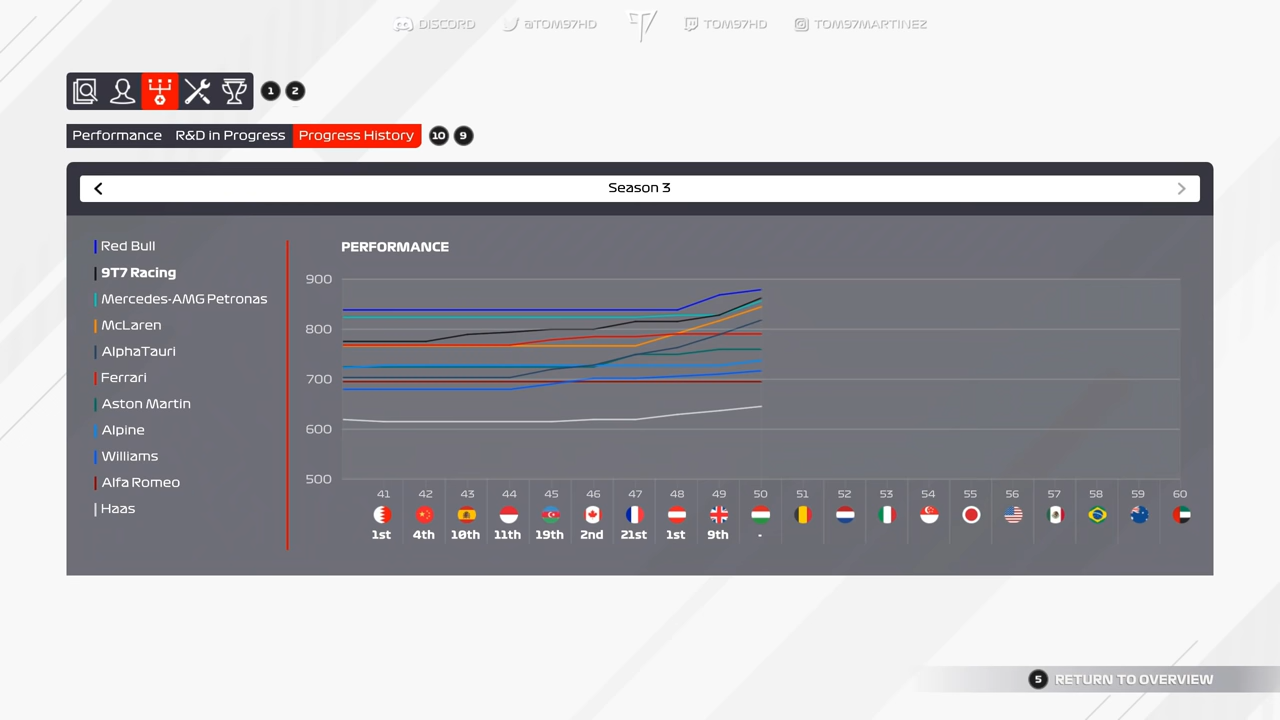 DISCORD @TOM97HD TOM97HD TOM97MARTINEZ
1 2
Performance R&D in Progress Progress History 10 9
Season 3
Red Bull
9T7 Racing
Mercedes-AMG Petronas
McLaren
AlphaTauri
Ferrari
Aston Martin
Alpine
Williams
Alfa Romeo
Haas
PERFORMANCE
900
800
700
600
500
41 42 43 44 45 46 47 48 49 50 51 52 53 54 55 56 57 58 59 60
1st 4th 10th 11th 19th 2nd 21st 1st 9th -
5 RETURN TO OVERVIEW